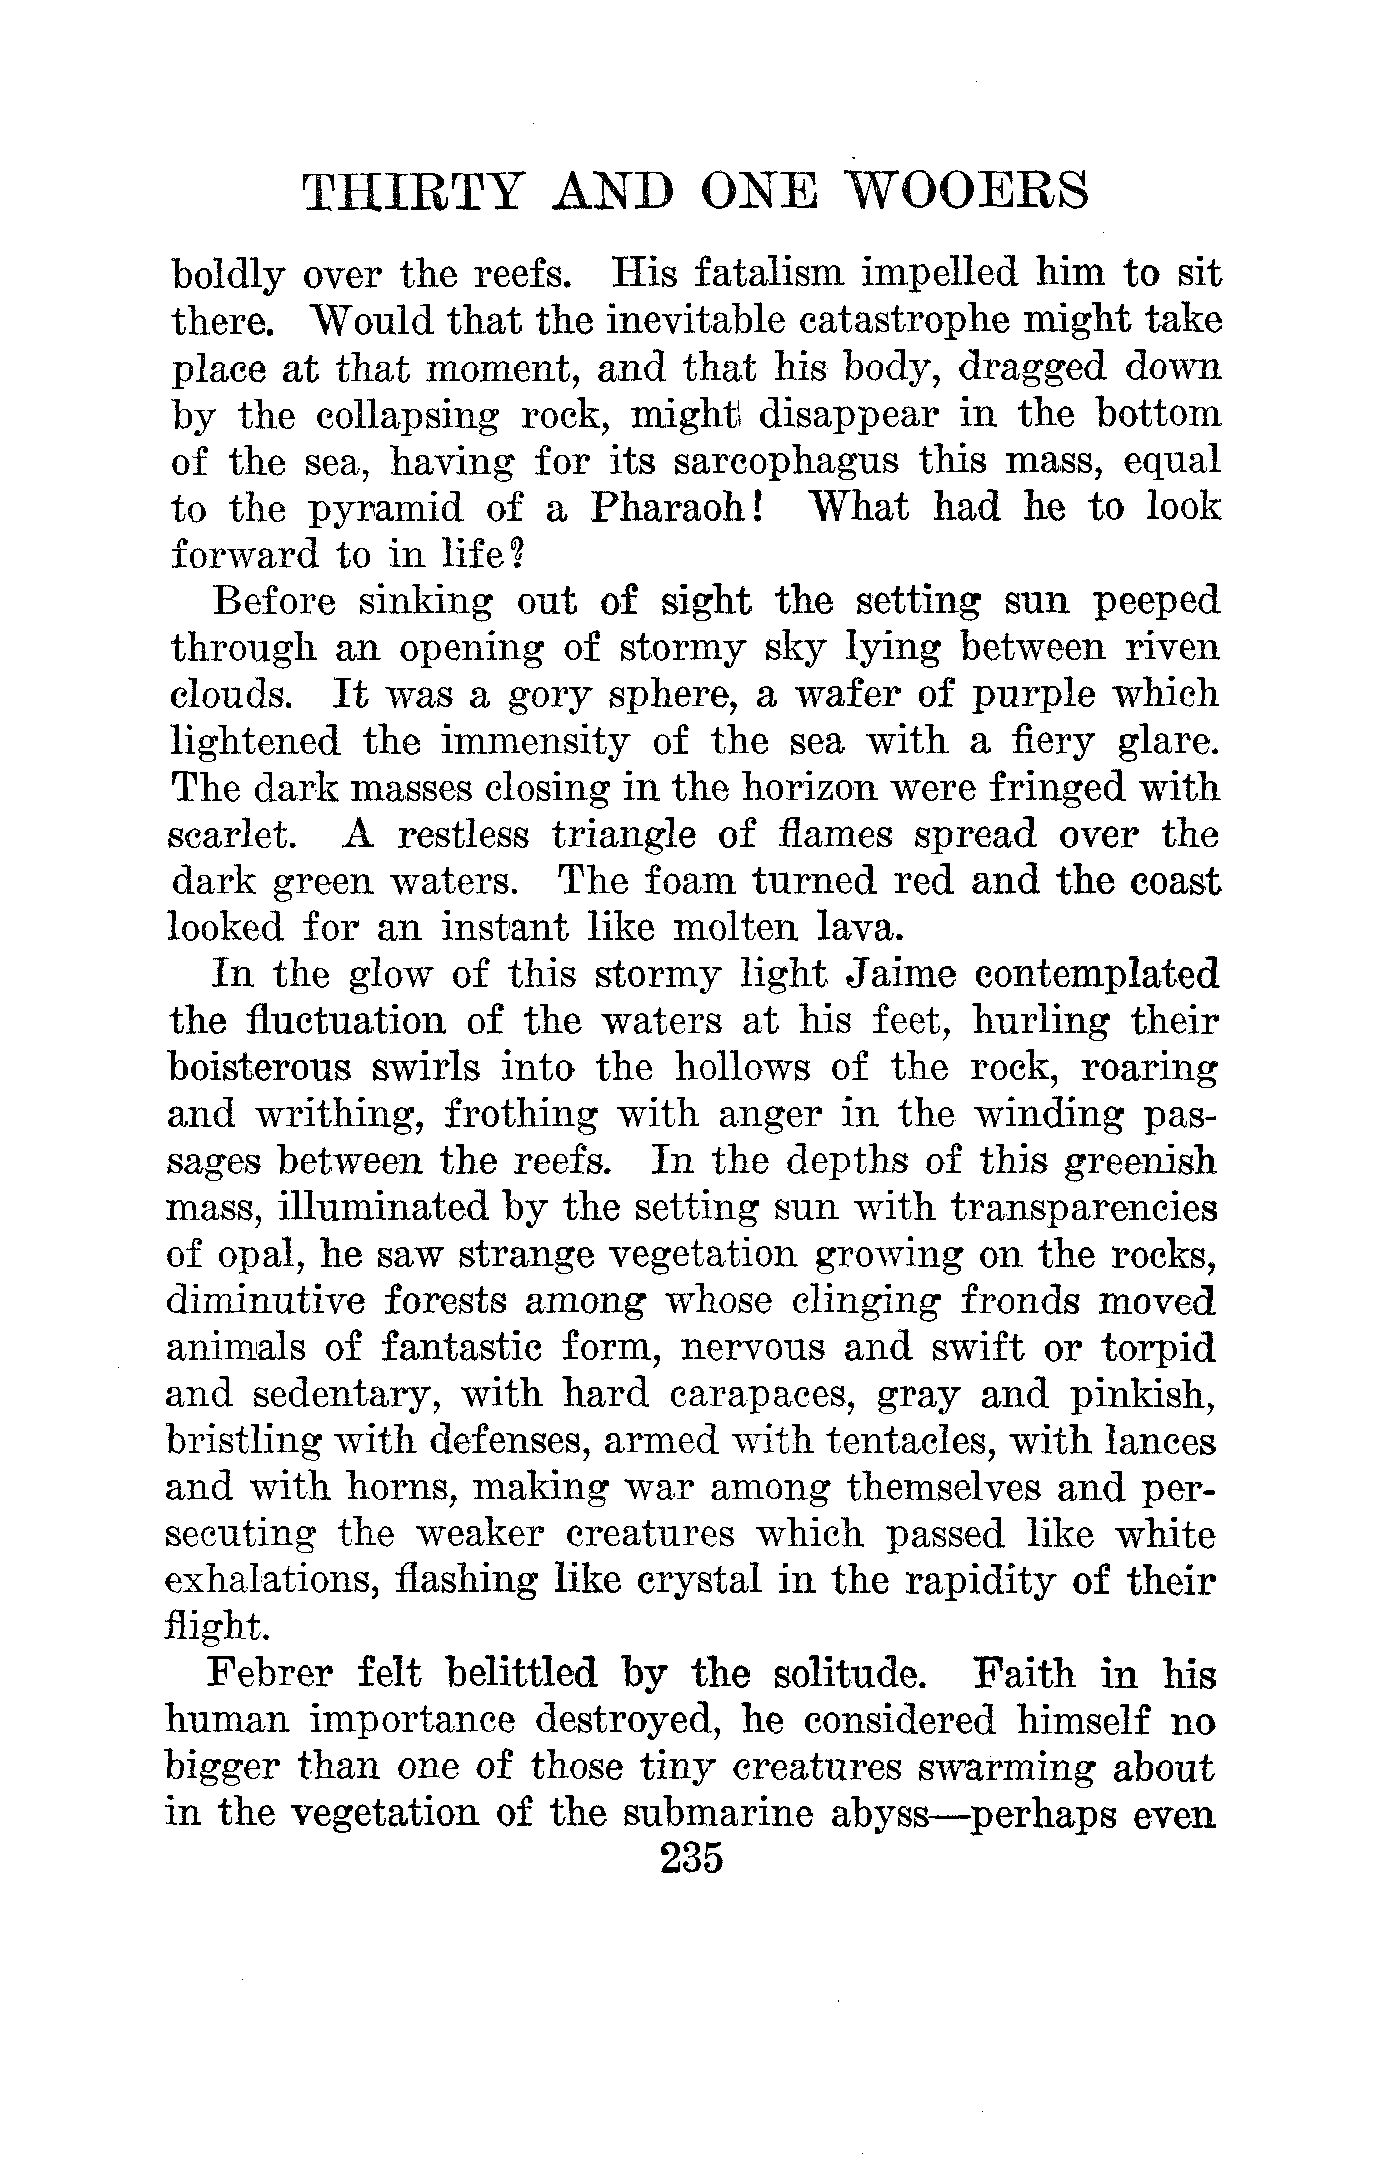 THIRTY AND ONE WOOERS
boldly over the reefs. His fatalism impelled him to sit
there. Would that the inevitable catastrophe might take
place at that moment, and that his body, dragged down
by the collapsing rock, might disappear in the bottom
of the sea, having for its sarcophagus this mass, equal
to the pyramid of a Pharaoh! What had he to look
forward to in life?
Before sinking out of sight the setting sun peeped
through an opening of stormy sky lying between riven
clouds. It was a gory sphere, a wafer of purple which
lightened the immensity of the sea with a fiery glare.
The dark masses closing in the horizon were fringed with
scarlet. A restless triangle of flames spread over the
dark green waters. The foam turned red and the coast
looked for an instant like molten lava.
In the glow of this stormy light Jaime contemplated
the fluctuation of the waters at his feet, hurling their
boisterous swirls into the hollows of the rock, roaring
and writhing, frothing with anger in the winding pas-
sages between the reefs. In the depths of this greenish
mass, illuminated by the setting sun with transparencies
of opal, he saw strange vegetation growing on the rocks,
diminutive forests among whose clinging fronds moved
animals of fantastic form, nervous and swift or torpid
and sedentary, with hard carapaces, gray and pinkish,
bristling with defenses, armed with tentacles, with lances
and with horns, making war among themselves and per-
secuting the weaker creatures which passed like white
exhalations, flashing like crystal in the rapidity of their
flight.
Febrer felt belittled by the solitude. Faith in his
human importance destroyed, he considered himself no
bigger than one of those tiny creatures swarming about
in the vegetation of the submarine abyss—perhaps even
235